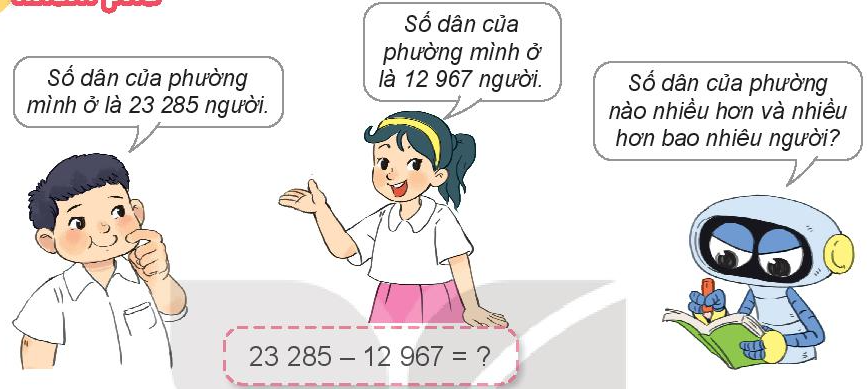 Số dân của phường
mình ở là 23 285 người.
Số dân của
phường mình ở
là 12 967 người.
Số dân của phường
nào nhiều hơn và nhiều
hơn bao nhiêu người?
23 285 – 12 967 = ?